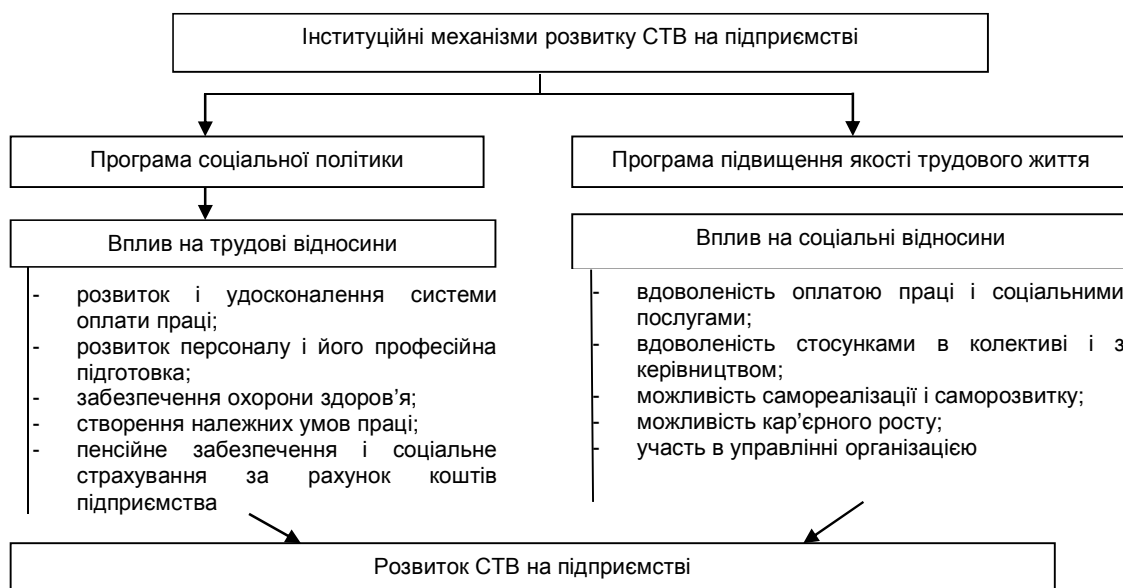 Інституційні механізми розвитку СТВ на підприємстві
Програма соціальної політики
Програма підвищення якості трудового життя
Вплив на трудові відносини
Вплив на соціальні відносини
- розвиток і удосконалення системи
оплати праці;
- розвиток персоналу і його професійна
підготовка;
- забезпечення охорони здоров’я;
- створення належних умов праці;
- пенсійне забезпечення і соціальне
страхування за рахунок коштів
підприємства
- вдоволеність оплатою праці і соціальними
послугами;
- вдоволеність стосунками в колективі і з
керівництвом;
- можливість самореалізації і саморозвитку;
- можливість кар’єрного росту;
- участь в управлінні організацією
Розвиток СТВ на підприємстві